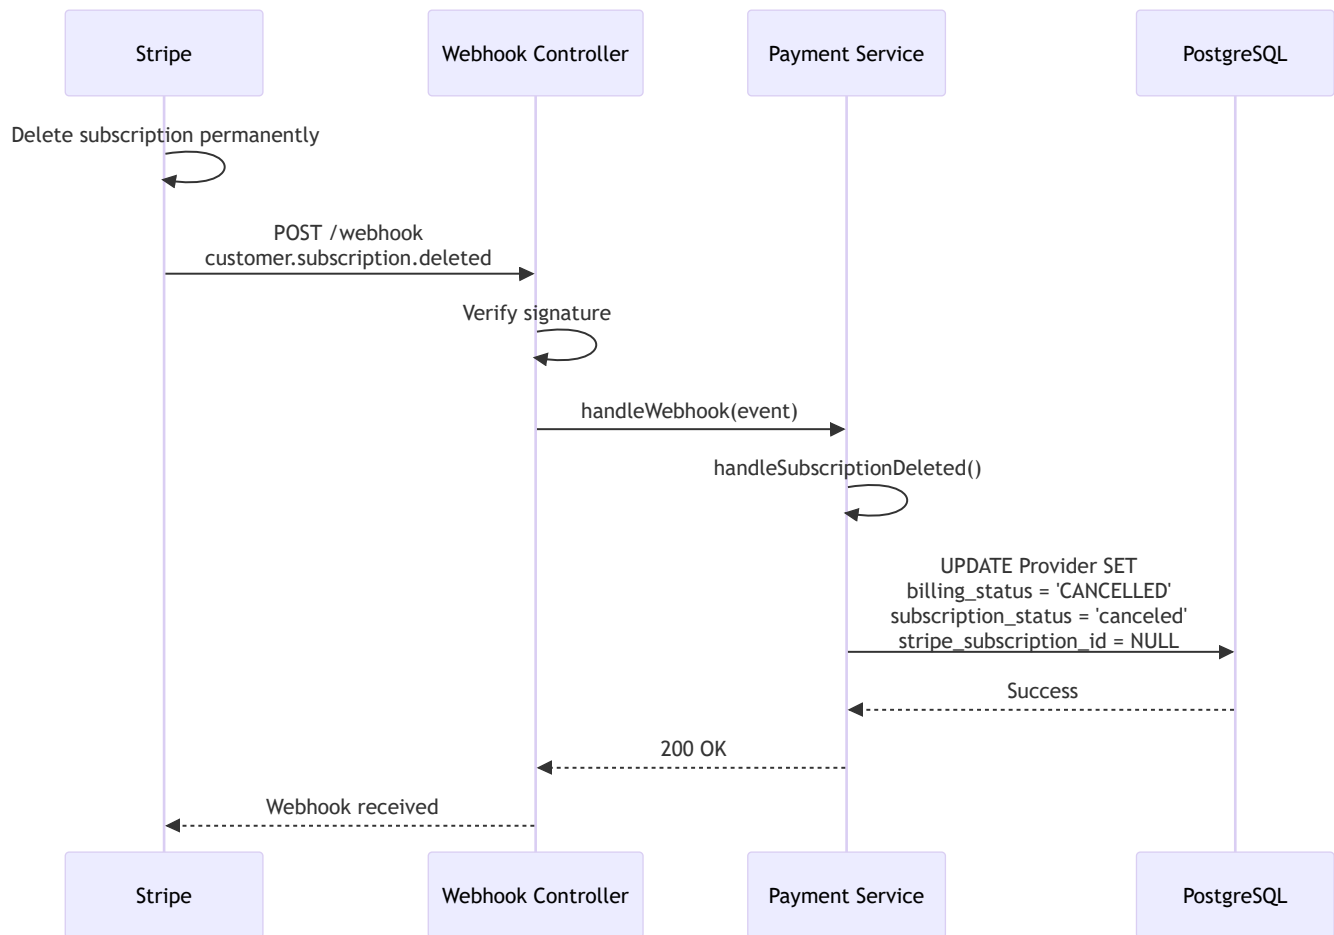 Stripe
Webhook Controller
Payment Service
PostgreSQL
Delete subscription permanently
POST /webhook
customer.subscription.deleted
Verify signature
handleWebhook(event)
handleSubscriptionDeleted()
UPDATE Provider SET
billing_status = 'CANCELLED'
subscription_status = 'canceled'
stripe_subscription_id = NULL
Success
200 OK
Webhook received
Stripe
Webhook Controller
Payment Service
PostgreSQL